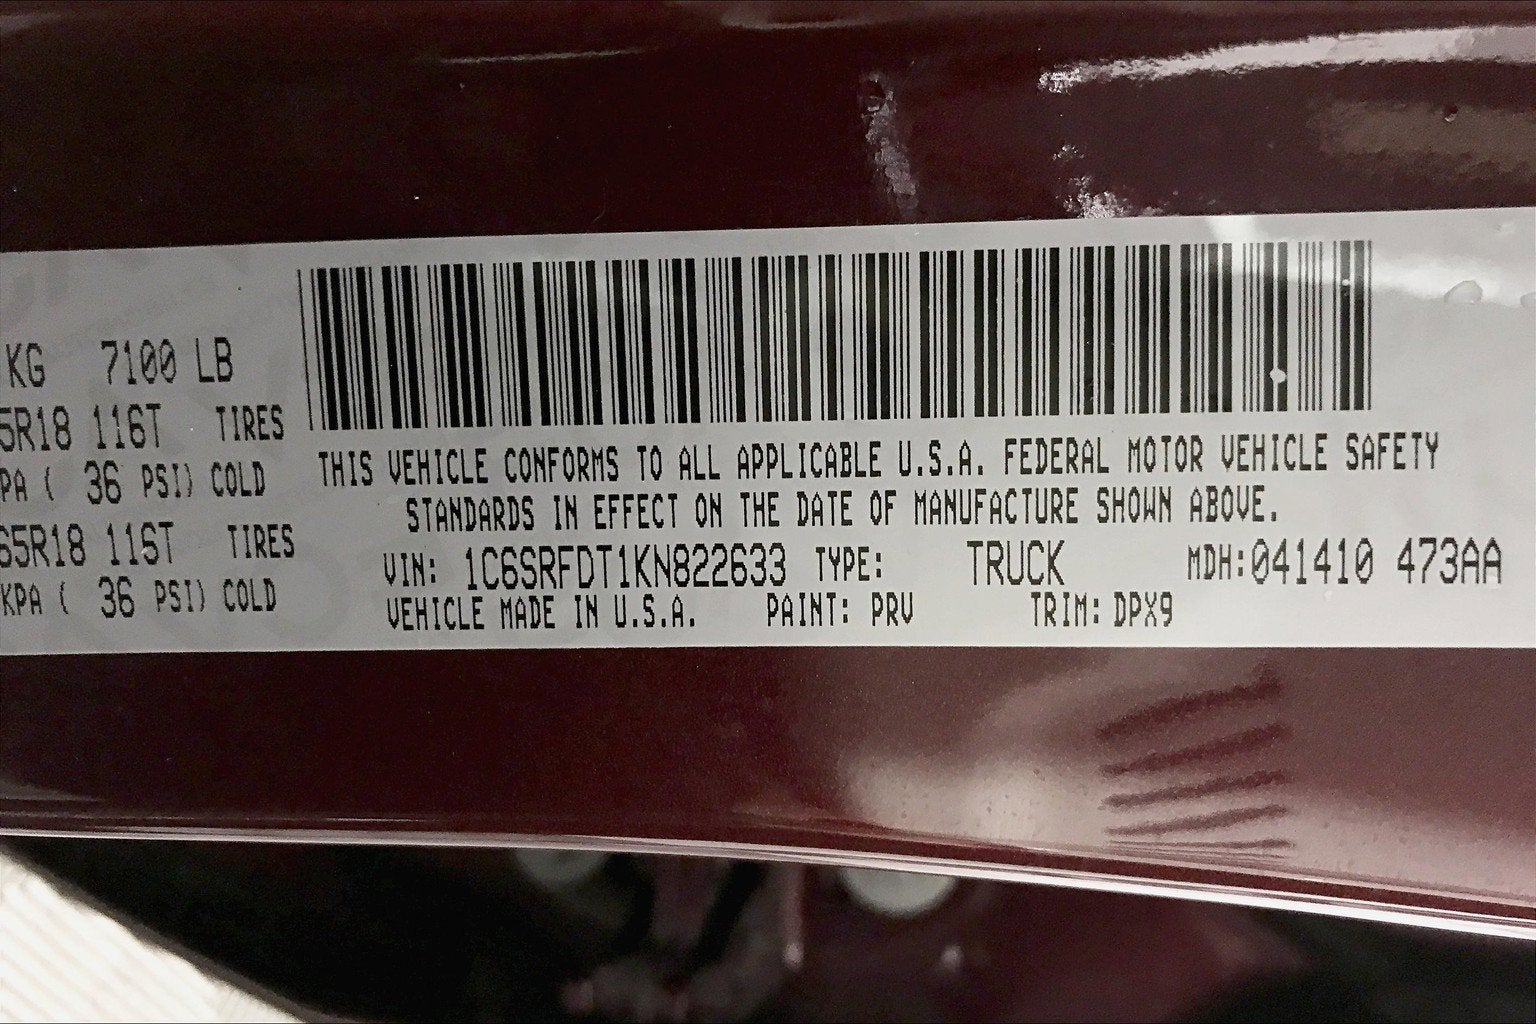 KG 7100 LB
5R18 116T TIRES
PA ( 36 PSI) COLD
65R18 116T TIRES
KPA ( 36 PSI) COLD
THIS VEHICLE CONFORMS TO ALL APPLICABLE U.S.A. FEDERAL MOTOR VEHICLE SAFETY
STANDARDS IN EFFECT ON THE DATE OF MANUFACTURE SHOWN ABOVE.
VIN: 1C6SRFDT1KN822633 TYPE: TRUCK MDH:041410 473AA
VEHICLE MADE IN U.S.A. PAINT: PRV TRIM: DPX9